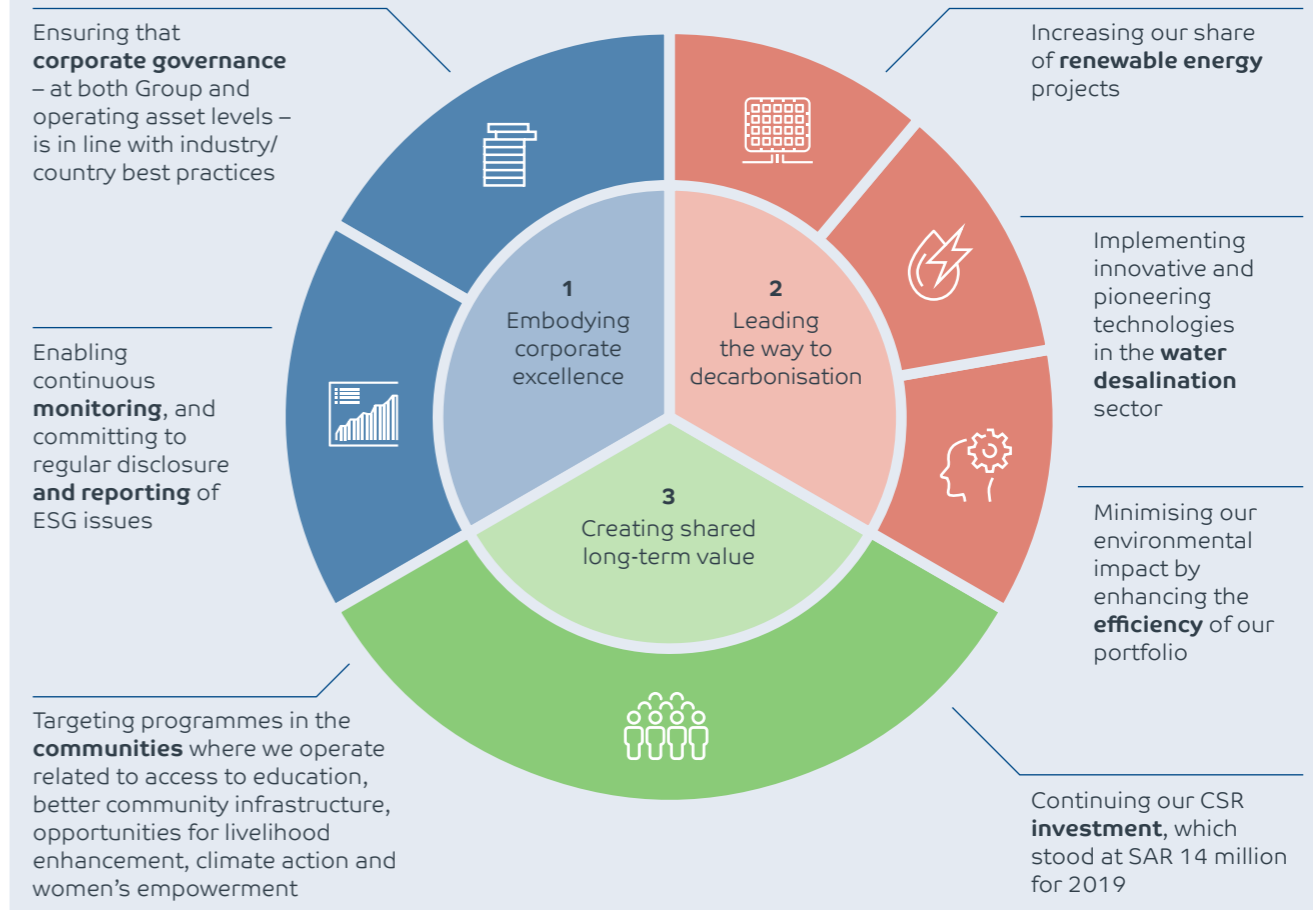 Ensuring that
corporate governance
– at both Group and
operating asset levels –
is in line with industry/
country best practices
Enabling
continuous
monitoring, and
committing to
regular disclosure
and reporting of
ESG issues
Targeting programmes in the
communities where we operate
related to access to education,
better community infrastructure,
opportunities for livelihood
enhancement, climate action and
women’s empowerment
1
Embodying
corporate
excellence
2
Leading
the way to
decarbonisation
3
Creating shared
long-term value
Increasing our share
of renewable energy
projects
Implementing
innovative and
pioneering
technologies
in the water
desalination
sector
Minimising our
environmental
impact by
enhancing the
efficiency of our
portfolio
Continuing our CSR
investment, which
stood at SAR 14 million
for 2019